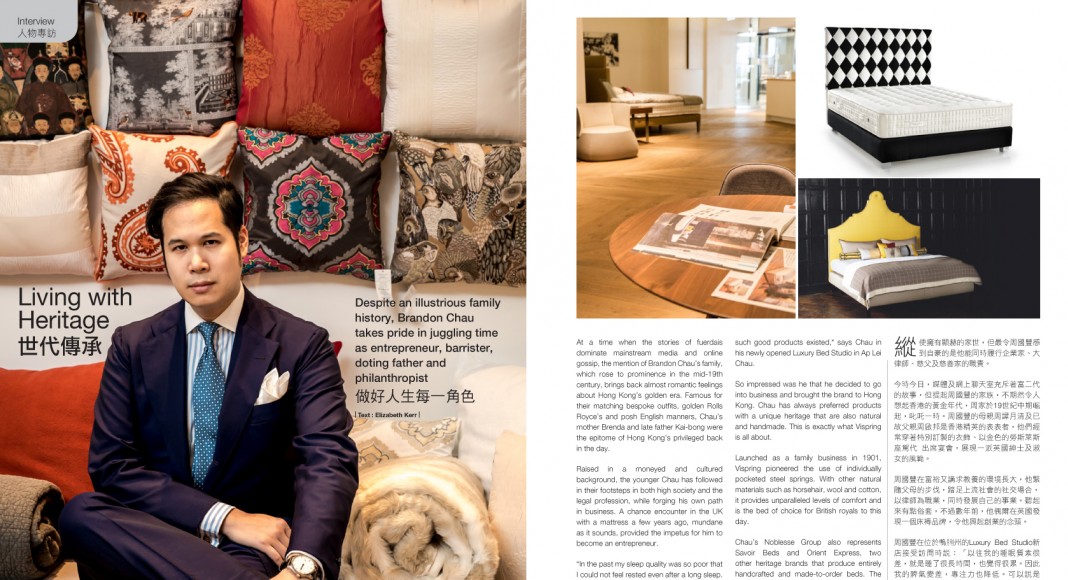 Interview
人物專訪
Living with
Heritage
世代傳承
Despite an illustrious family
history, Brandon Chau
takes pride in juggling time
as entrepreneur, barrister,
doting father and
philanthropist
做好人生每一角色
| Text : Elizabeth Kerr |
At a time when the stories of fuerdais
dominate mainstream media and online
gossip, the mention of Brandon Chau's family,
which rose to prominence in the mid-19th
century, brings back almost romantic feelings
about Hong Kong's golden era. Famous for
their matching bespoke outfits, golden Rolls
Royce's and posh English manners, Chau's
mother Brenda and late father Kai-bong were
the epitome of Hong Kong's privileged back
in the day.
Raised in a moneyed and cultured
background, the younger Chau has followed
in their footsteps in both high society and the
legal profession, while forging his own path
in business. A chance encounter in the UK
with a mattress a few years ago, mundane
as it sounds, provided the impetus for him to
become an entrepreneur.
"In the past my sleep quality was so poor that
I could not feel rested even after a long sleep.
such good products existed," says Chau in
his newly opened Luxury Bed Studio in Ap Lei
Chau.
So impressed was he that he decided to go
into business and brought the brand to Hong
Kong. Chau has always preferred products
with a unique heritage that are also natural
and handmade. This is exactly what Vispring
is all about.
Launched as a family business in 1901,
Vispring pioneered the use of individually
pocketed steel springs. With other natural
materials such as horsehair, wool and cotton,
it provides unparalleled levels of comfort and
is the bed of choice for British royals to this
day.
Chau's Noblesse Group also represents
Savoir Beds and Orient Express, two
other heritage brands that produce entirely
handcrafted and made-to-order beds. The
縱使擁有顯赫的家世，但最令周國豐感
到自豪的是他能同時履行企業家、大
律師、慈父及慈善家的職責。
今時今日，媒體及網上聊天室充斥著富二代
的故事，但提起周國豐的家族，不期然令人
想起香港的黃金年代，周家於19世紀中期崛
起，叱吒一時。周國豐的母親周譚月清及已
故父親周啟邦是香港精英的表表者，他們經
常穿著特別訂製的衣飾，以金色的勞斯萊斯
座駕代 出席宴會，展現一派英國紳士及淑
女的風範。
周國豐在富裕又講求教養的環境長大，他緊
隨父母的步伐，踏足上流社會的社交場合，
以律師為職業，同時發展自己的事業。聽起
來有點俗套，不過數年前，他偶爾在英國發
現一個床褥品牌，令他興起創業的念頭。
周國豐在位於鴨脷州的Luxury Bed Studio新
店接受訪問時說：「以往我的睡眠質素很
差，就是睡了很長時間，也覺得很累。因此
我的脾氣變差，專注力也降低。可以說是